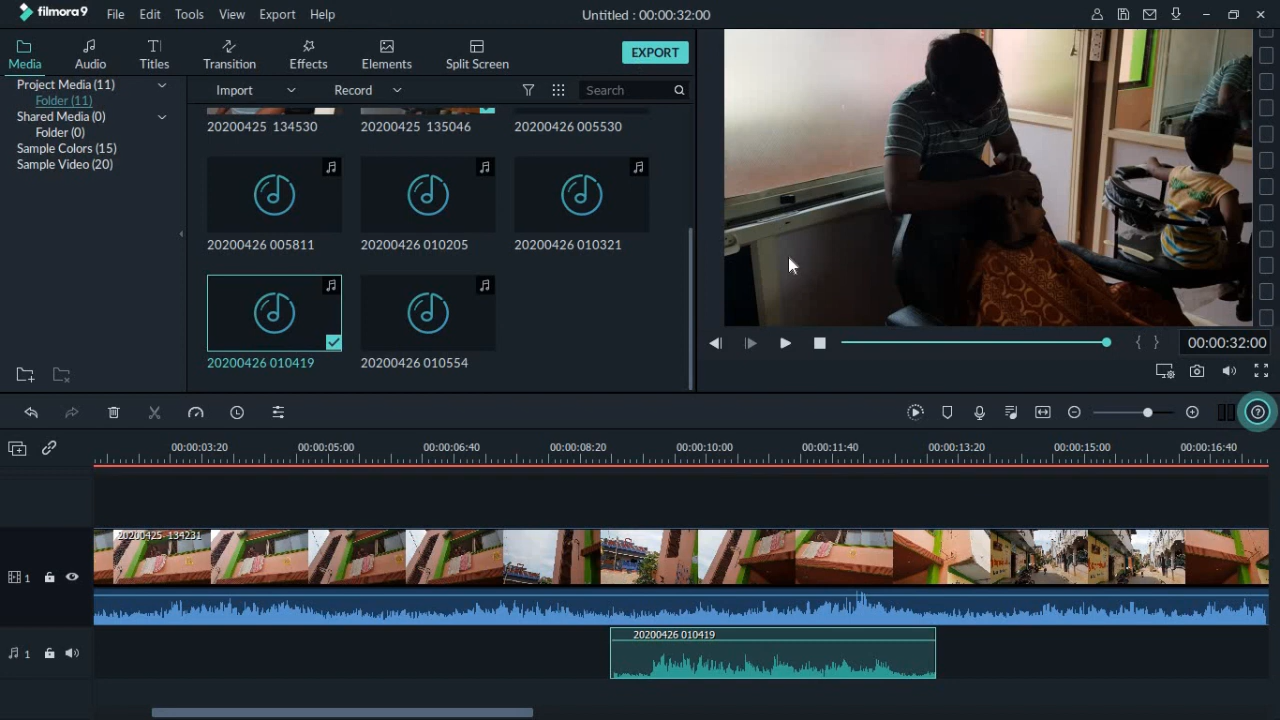 filmora9 File Edit Tools View Export Help Untitled : 00:00:32:00
Media Audio Titles Transition Effects Elements Split Screen EXPORT
Project Media (11)
Folder (11)
Shared Media (0)
Folder (0)
Sample Colors (15)
Sample Video (20)
Import Record Search
20200425 134530 20200425 135046 20200426 005530
20200426 005811 20200426 010205 20200426 010321
20200426 010419 20200426 010554
00:00:32:00
00:00:03:20 00:00:05:00 00:00:06:40 00:00:08:20 00:00:10:00 00:00:11:40 00:00:13:20 00:00:15:00 00:00:16:40
20200425 134231
1
20200426 010419
1